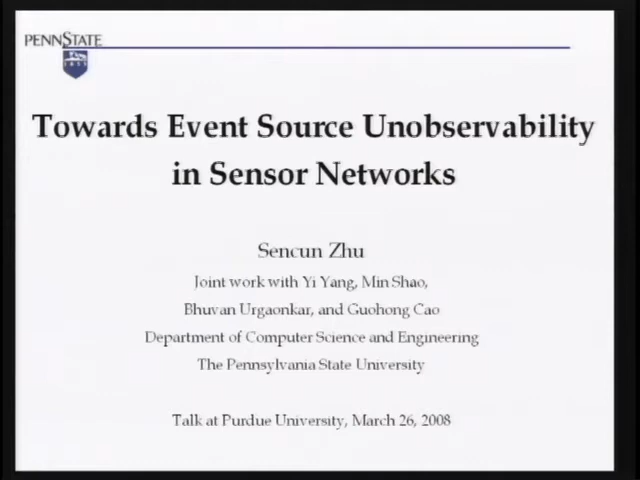 PENNSTATE
1855
Towards Event Source Unobservability
in Sensor Networks
Sencun Zhu
Joint work with Yi Yang, Min Shao,
Bhuvan Urgaonkar, and Guohong Cao
Department of Computer Science and Engineering
The Pennsylvania State University
Talk at Purdue University, March 26, 2008